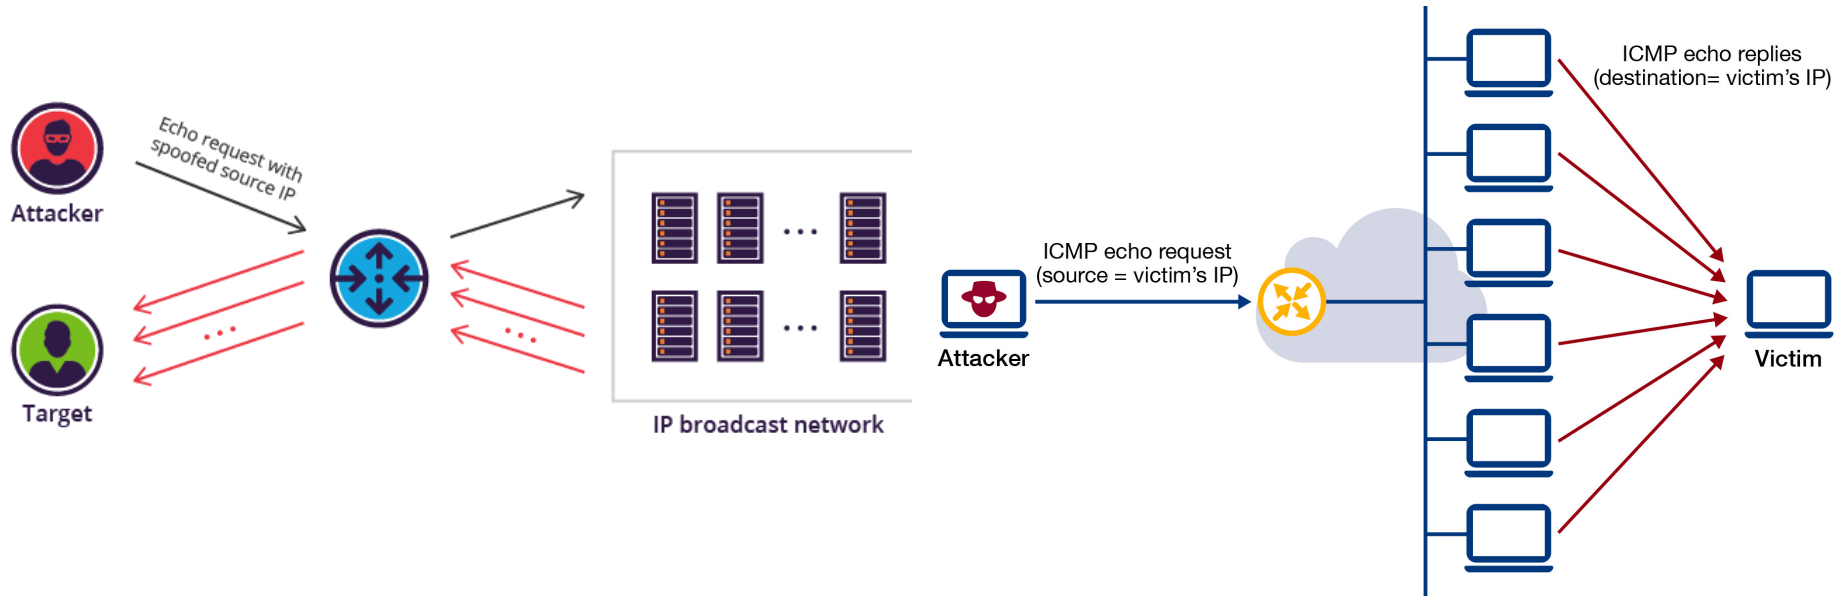 Echo request with
spoofed source IP
Attacker
Target
IP broadcast network
ICMP echo request
(source = victim's IP)
Attacker
ICMP echo replies
(destination= victim's IP)
Victim